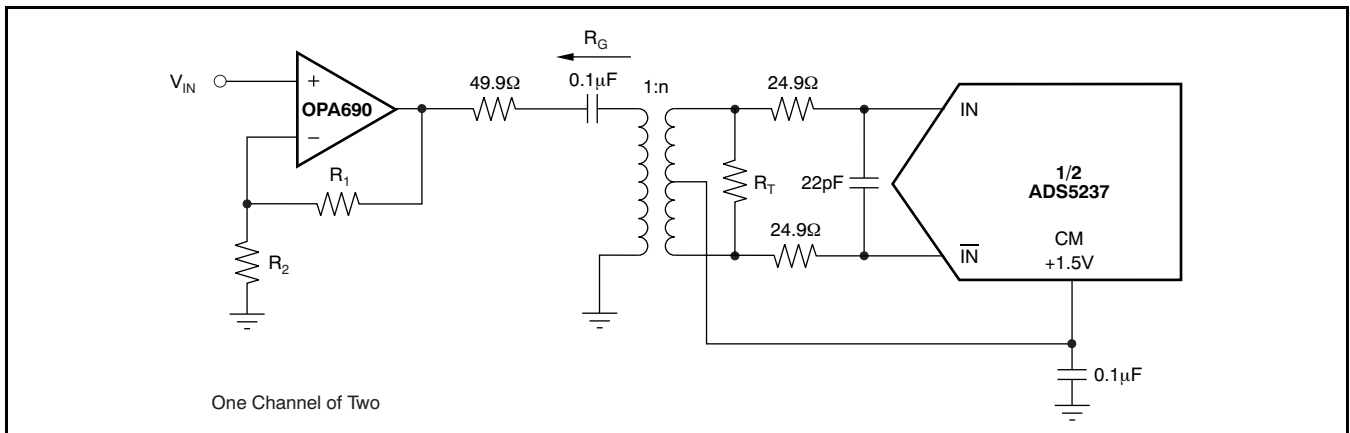 R_G
V_IN
+
OPA690
−
49.9Ω
0.1μF
1:n
24.9Ω
IN
R_1
R_2
R_T
22pF
1/2
ADS5237
24.9Ω
IN̅
CM
+1.5V
0.1μF
One Channel of Two